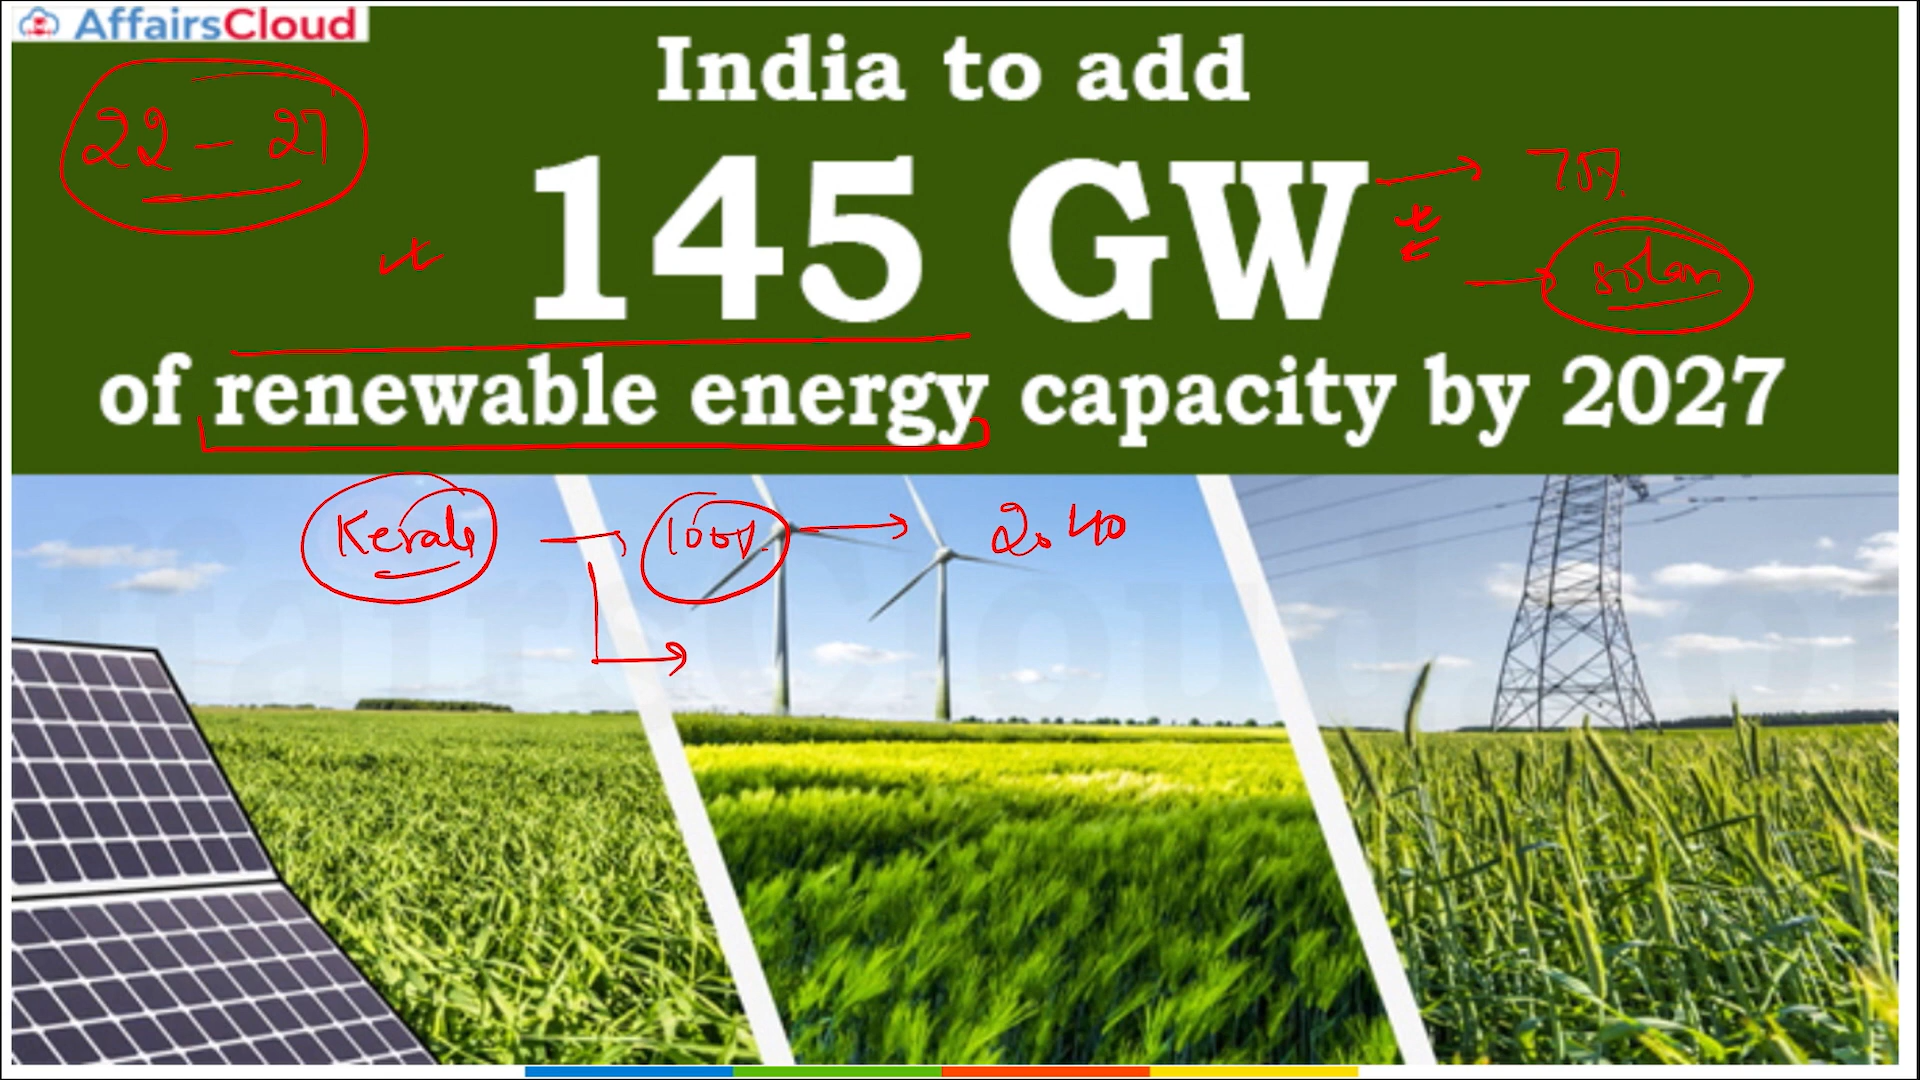 AffairsCloud
India to add
22 - 27
145 GW
75%
solar
of renewable energy capacity by 2027
Kerala
100%
2040